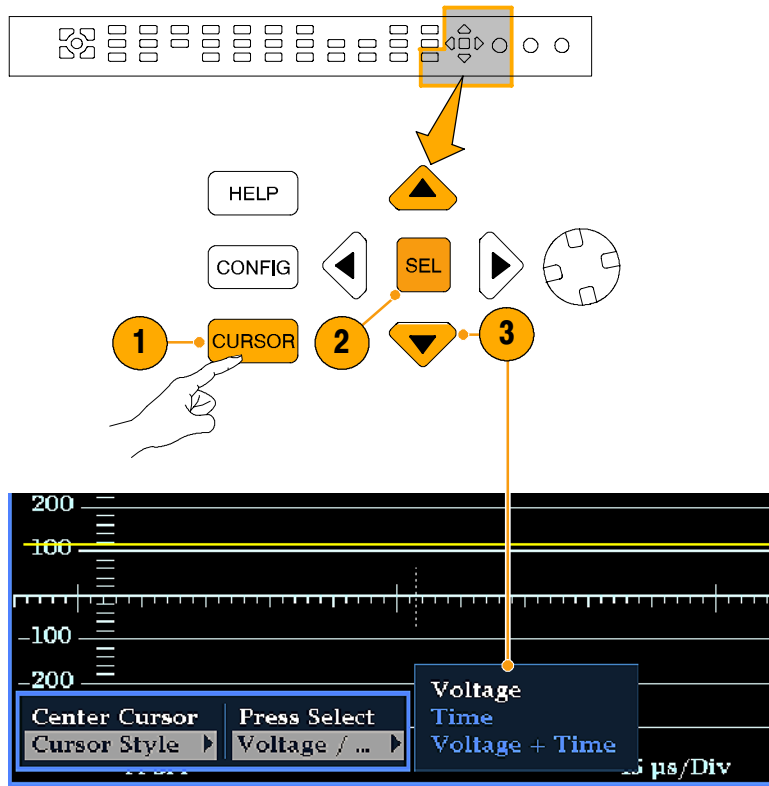 HELP
CONFIG
SEL
CURSOR
1
2
3
200
100
-100
-200
Center Cursor
Press Select
Cursor Style
Voltage / ...
Voltage
Time
Voltage + Time
µs/Div